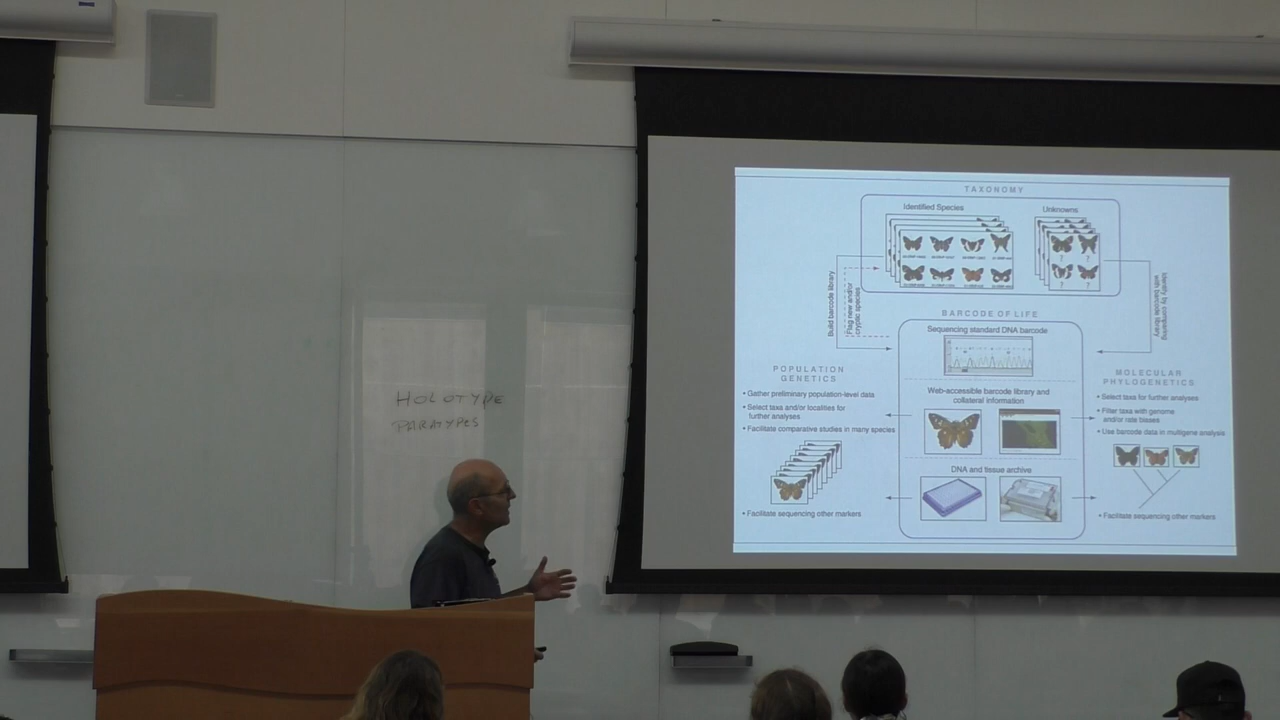 HOLOTYPE
PARATYPES
TAXONOMY
Identified Species
Unknowns
?
?
?
?
Build barcode library
Flag new and/or
cryptic species
Identify by comparing
with barcode library
BARCODE OF LIFE
Sequencing standard DNA barcode
Web-accessible barcode library and
collateral information
DNA and tissue archive
POPULATION
GENETICS
• Gather preliminary population-level data
• Select taxa and/or localities for
further analyses
• Facilitate comparative studies in many species
• Facilitate sequencing other markers
MOLECULAR
PHYLOGENETICS
• Select taxa for further analyses
• Filter taxa with genome
and/or rate biases
• Use barcode data in multigene analysis
• Facilitate sequencing other markers